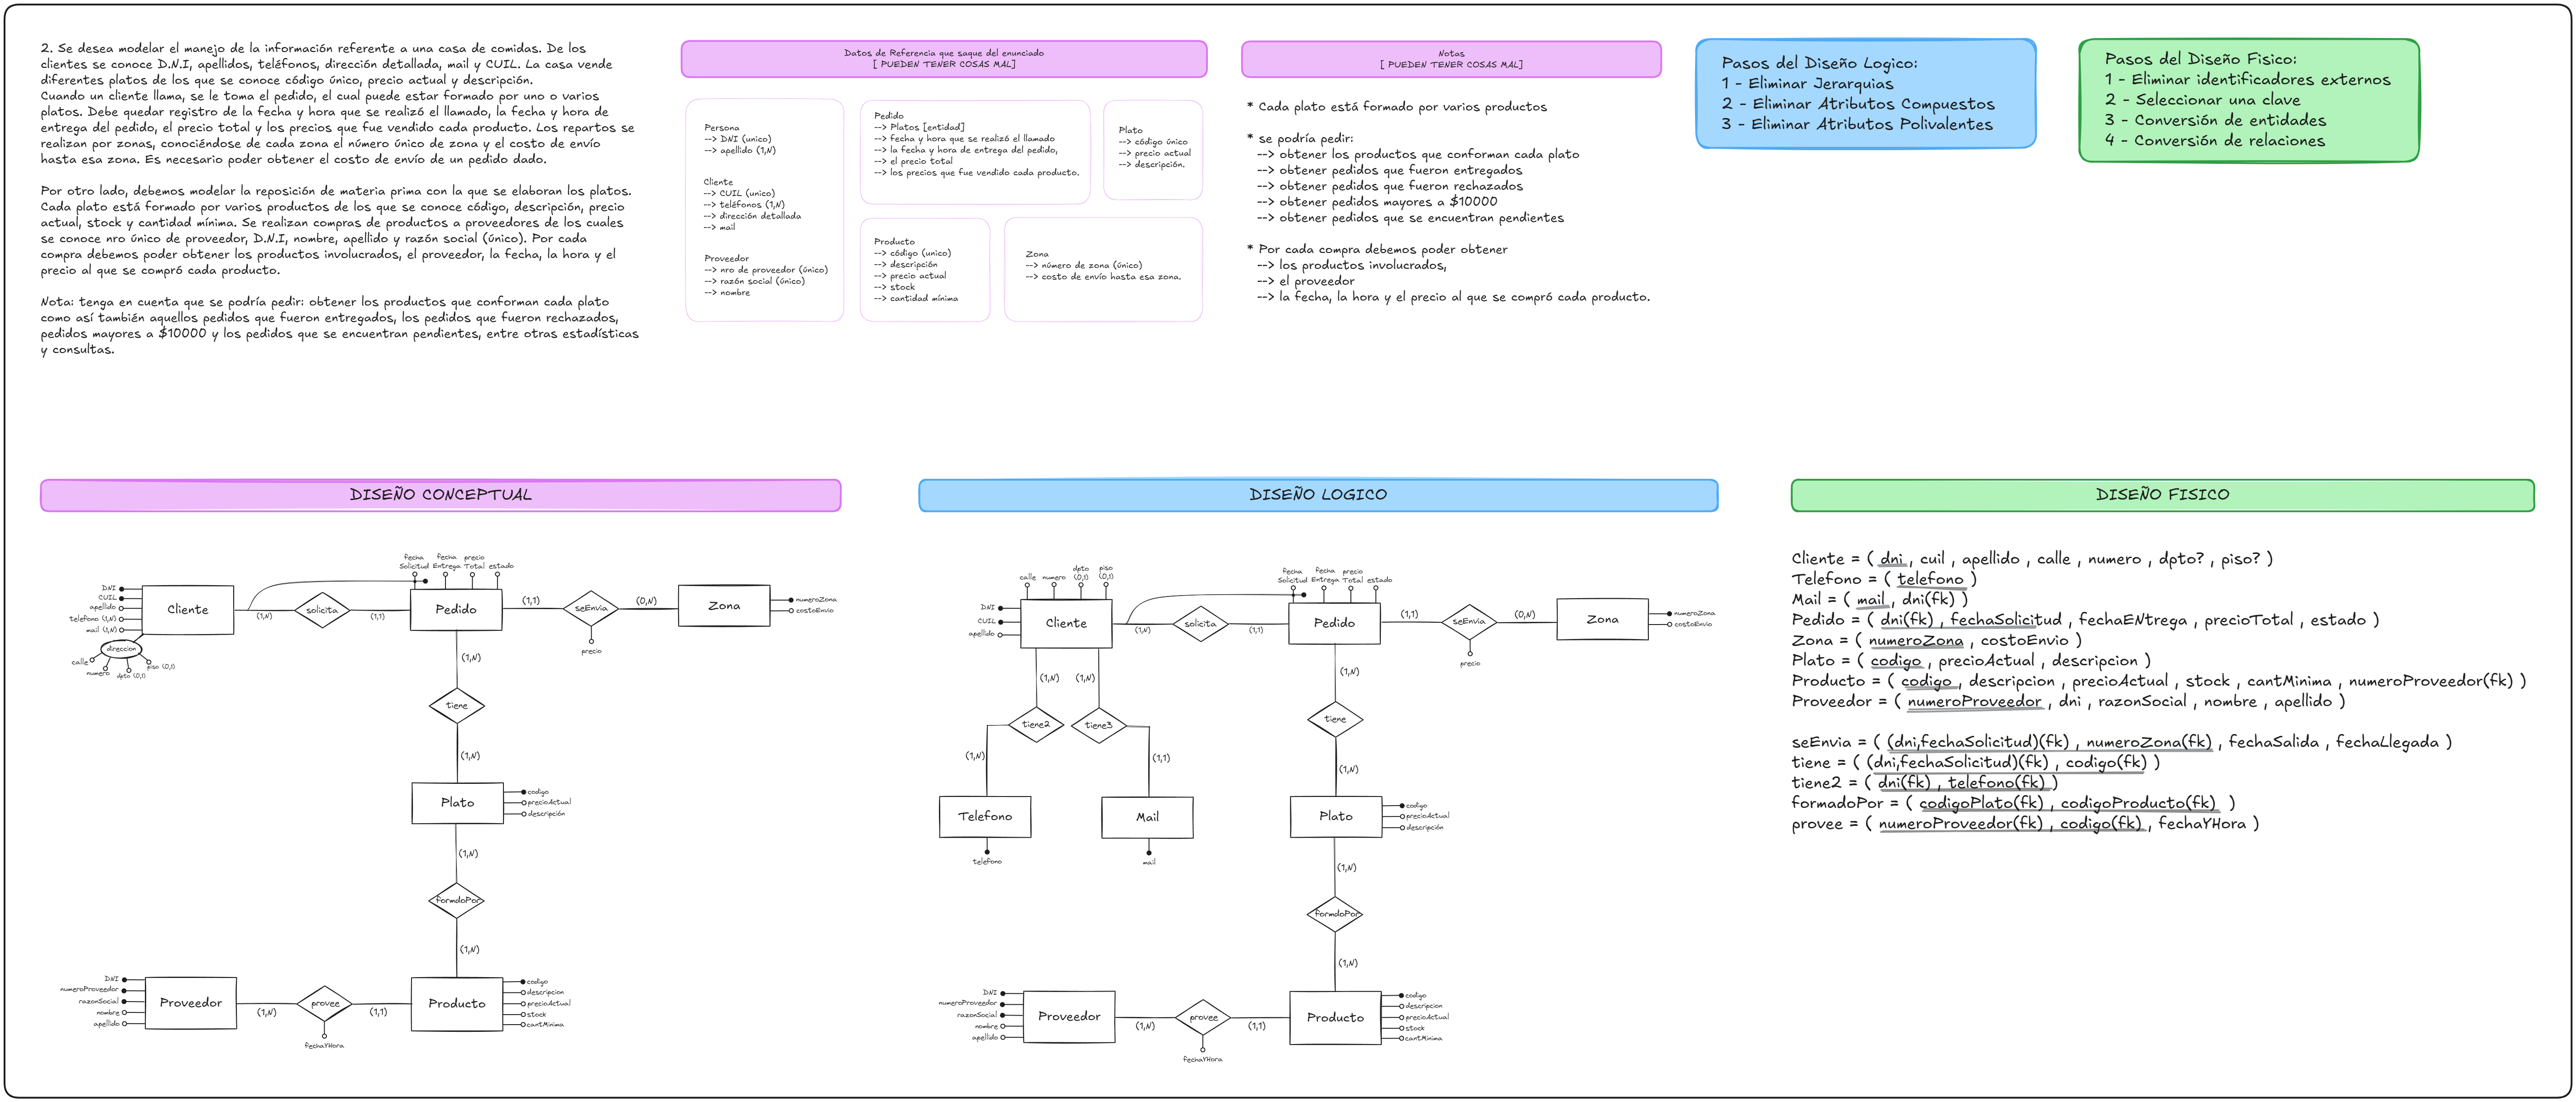 2. Se desea modelar el manejo de la información referente a una casa de comidas. De los
clientes se conoce D.N.I, apellidos, teléfonos, dirección detallada, mail y CUIL. La casa vende
diferentes platos de los que se conoce código único, precio actual y descripción.
Cuando un cliente llama, se le toma el pedido, el cual puede estar formado por uno o varios
platos. Debe quedar registro de la fecha y hora que se realizó el llamado, la fecha y hora de
entrega del pedido, el precio total y los precios que fue vendido cada producto. Los repartos se
realizan por zonas, conociéndose de cada zona el número único de zona y el costo de envío
hasta esa zona. Es necesario poder obtener el costo de envío de un pedido dado.
Por otro lado, debemos modelar la reposición de materia prima con la que se elaboran los platos.
Cada plato está formado por varios productos de los que se conoce código, descripción, precio
actual, stock y cantidad mínima. Se realizan compras de productos a proveedores de los cuales
se conoce nro único de proveedor, D.N.I, nombre, apellido y razón social (único). Por cada
compra debemos poder obtener los productos involucrados, el proveedor, la fecha, la hora y el
precio al que se compró cada producto.
Nota: tenga en cuenta que se podría pedir: obtener los productos que conforman cada plato
como así también aquellos pedidos que fueron entregados, los pedidos que fueron rechazados,
pedidos mayores a $10000 y los pedidos que se encuentran pendientes, entre otras estadísticas
y consultas.
Datos de Referencia que saque del enunciado
[ PUEDEN TENER COSAS MAL]
Persona
--> DNI (unico)
--> apellido (1,N)
Cliente
--> CUIL (unico)
--> teléfonos (1,N)
--> dirección detallada
--> mail
Proveedor
--> nro de proveedor (único)
--> razón social (único)
--> nombre
Pedido
--> Platos [entidad]
--> fecha y hora que se realizó el llamado
--> la fecha y hora de entrega del pedido,
--> el precio total
--> los precios que fue vendido cada producto.
Plato
--> código único
--> precio actual
--> descripción.
Producto
--> código (unico)
--> descripción
--> precio actual
--> stock
--> cantidad mínima
Zona
--> número de zona (único)
--> costo de envío hasta esa zona.
Notas
[ PUEDEN TENER COSAS MAL]
* Cada plato está formado por varios productos
* se podría pedir:
--> obtener los productos que conforman cada plato
--> obtener pedidos que fueron entregados
--> obtener pedidos que fueron rechazados
--> obtener pedidos mayores a $10000
--> obtener pedidos que se encuentran pendientes
* Por cada compra debemos poder obtener
--> los productos involucrados,
--> el proveedor
--> la fecha, la hora y el precio al que se compró cada producto.
Pasos del Diseño Logico:
1 - Eliminar Jerarquias
2 - Eliminar Atributos Compuestos
3 - Eliminar Atributos Polivalentes
Pasos del Diseño Fisico:
1 - Eliminar identificadores externos
2 - Seleccionar una clave
3 - Conversión de entidades
4 - Conversión de relaciones
DISEÑO CONCEPTUAL
fecha Solicitud
fecha Entrega
precio Total
estado
DNI
CUIL
apellido
telefono (1,N)
mail (1,N)
direccion
calle
numero
dpto (0,1)
piso (0,1)
Cliente
(1,N)
solicita
(1,1)
Pedido
(1,1)
seEnvia
precio
(0,N)
Zona
numeroZona
costoEnvio
(1,N)
tiene
(1,N)
Plato
codigo
precioActual
descripción
(1,N)
formdoPor
(1,N)
DNI
numeroProveedor
razonSocial
nombre
apellido
Proveedor
(1,N)
provee
fechaYHora
(1,1)
Producto
codigo
descripcion
precioActual
stock
cantMinima
DISEÑO LOGICO
calle
numero
dpto (0,1)
piso (0,1)
fecha Solicitud
fecha Entrega
precio Total
estado
DNI
CUIL
apellido
Cliente
(1,N)
solicita
(1,1)
Pedido
(1,1)
seEnvia
precio
(0,N)
Zona
numeroZona
costoEnvio
(1,N)
(1,N)
(1,N)
tiene2
tiene3
tiene
(1,N)
(1,1)
(1,N)
Telefono
telefono
Mail
mail
Plato
codigo
precioActual
descripción
(1,N)
formdoPor
(1,N)
DNI
numeroProveedor
razonSocial
nombre
apellido
Proveedor
(1,N)
provee
fechaYHora
(1,1)
Producto
codigo
descripcion
precioActual
stock
cantMinima
DISEÑO FISICO
Cliente = ( dni , cuil , apellido , calle , numero , dpto? , piso? )
Telefono = ( telefono )
Mail = ( mail , dni(fk) )
Pedido = ( dni(fk) , fechaSolicitud , fechaENtrega , precioTotal , estado )
Zona = ( numeroZona , costoEnvio )
Plato = ( codigo , precioActual , descripcion )
Producto = ( codigo , descripcion , precioActual , stock , cantMinima , numeroProveedor(fk) )
Proveedor = ( numeroProveedor , dni , razonSocial , nombre , apellido )
seEnvia = ( (dni,fechaSolicitud)(fk) , numeroZona(fk) , fechaSalida , fechaLlegada )
tiene = ( (dni,fechaSolicitud)(fk) , codigo(fk) )
tiene2 = ( dni(fk) , telefono(fk) )
formadoPor = ( codigoPlato(fk) , codigoProducto(fk) )
provee = ( numeroProveedor(fk) , codigo(fk) , fechaYHora )